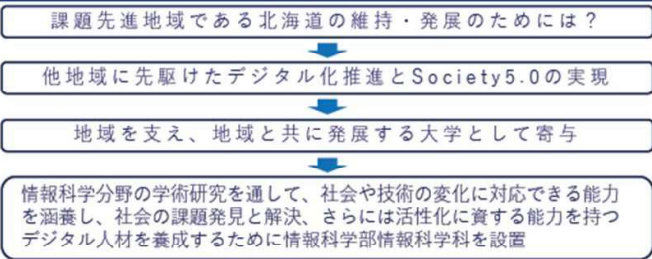 課題先進地域である北海道の維持・発展のためには？
他地域に先駆けたデジタル化推進とSociety5.0の実現
地域を支え、地域と共に発展する大学として寄与
情報科学分野の学術研究を通して、社会や技術の変化に対応できる能力
を涵養し、社会の課題発見と解決、さらには活性化に資する能力を持つ
デジタル人材を養成するために情報科学部情報科学科を設置